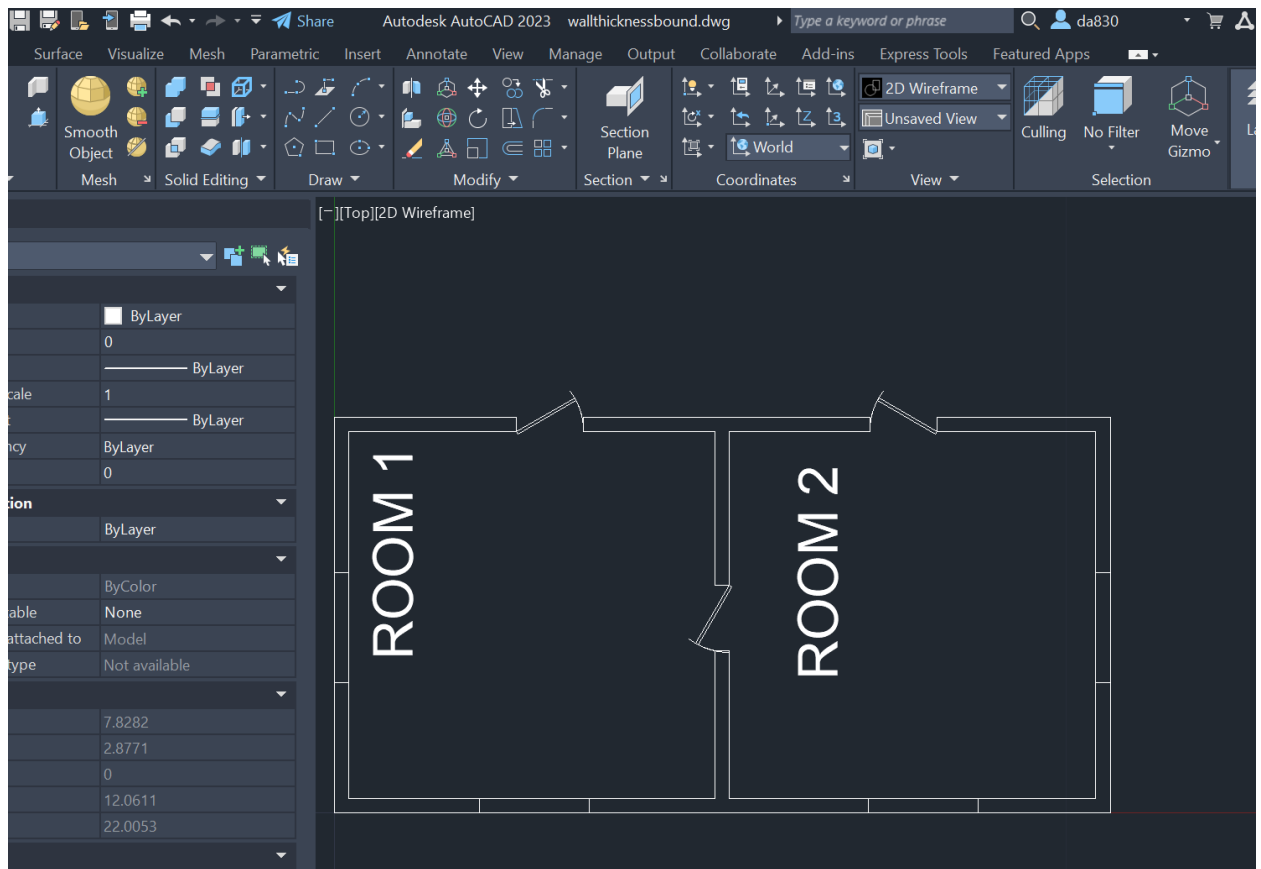 Share Autodesk AutoCAD 2023 wallthicknessbound.dwg Type a keyword or phrase da830
Surface Visualize Mesh Parametric Insert Annotate View Manage Output Collaborate Add-ins Express Tools Featured Apps
2D Wireframe
Unsaved View
Smooth
Object
Section
Plane
World
Culling
No Filter
Move
Gizmo
Mesh Solid Editing Draw Modify Section Coordinates View Selection
[−][Top][2D Wireframe]
ByLayer
0
ByLayer
cale 1
t ByLayer
ncy ByLayer
0
tion
ByLayer
ByColor
table None
attached to Model
type Not available
7.8282
2.8771
0
12.0611
22.0053
ROOM 1
ROOM 2